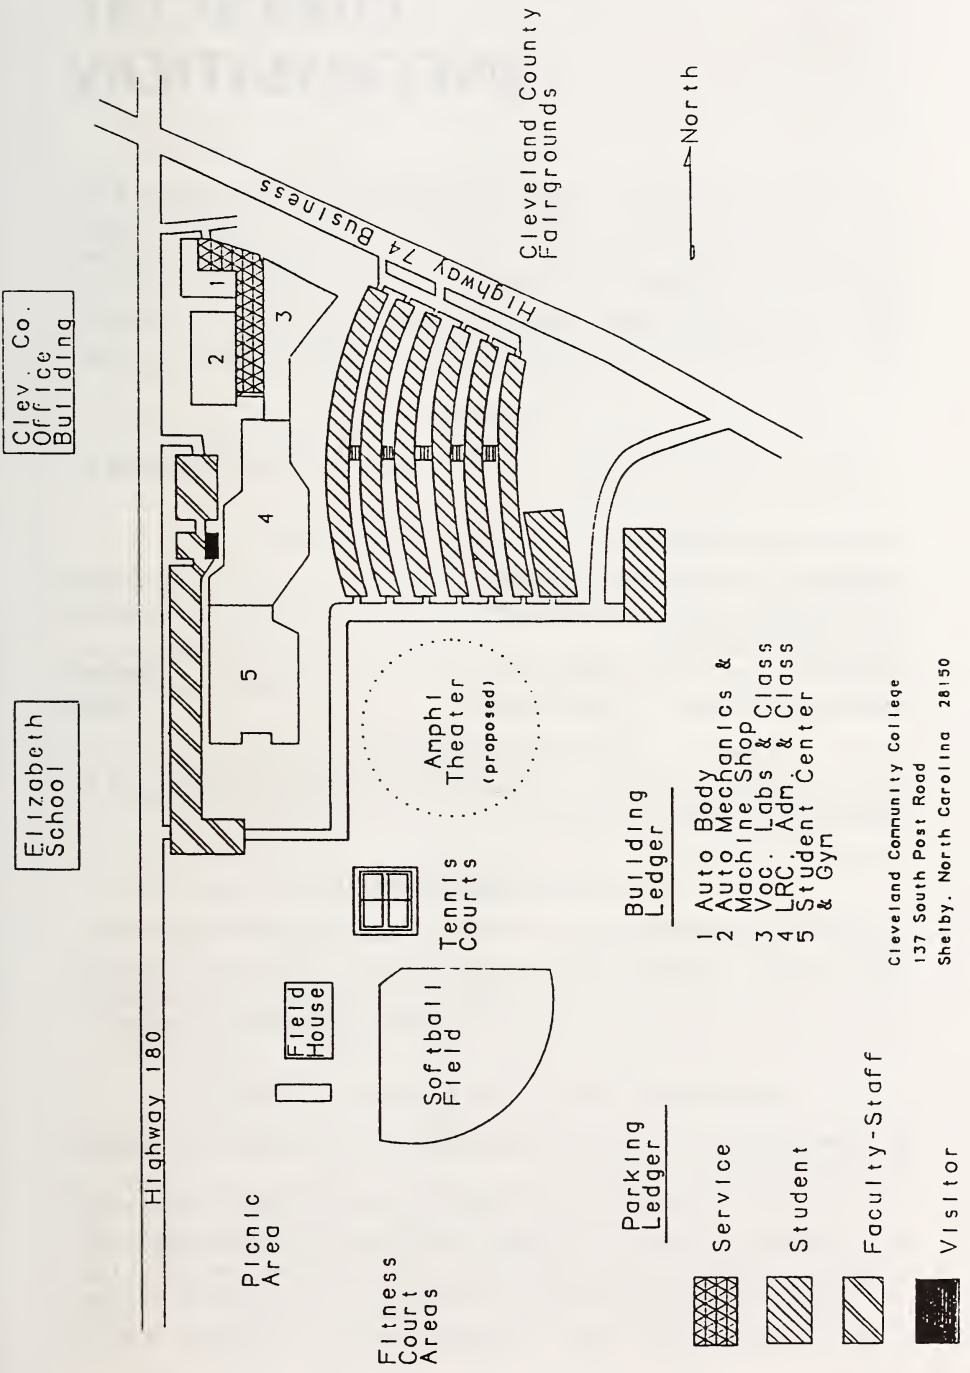 Clev. Co.
Office
Building
Elizabeth
School
Highway 180
Highway 74 Business
Cleveland County
Fairgrounds
North
1
2
3
4
5
Amphi
Theater
(proposed)
Tennis
Courts
Field
House
Softball
Field
Picnic
Area
Fitness
Court
Areas
Building
Ledger
1 Auto Body
2 Auto Mechanics &
Machine Shop
3 Voc. Labs & Class
4 LRC. Adm. & Class
5 Student Center
& Gym
Parking
Ledger
Service
Student
Faculty-Staff
Visitor
Cleveland Community College
137 South Post Road
Shelby. North Carolina 28150